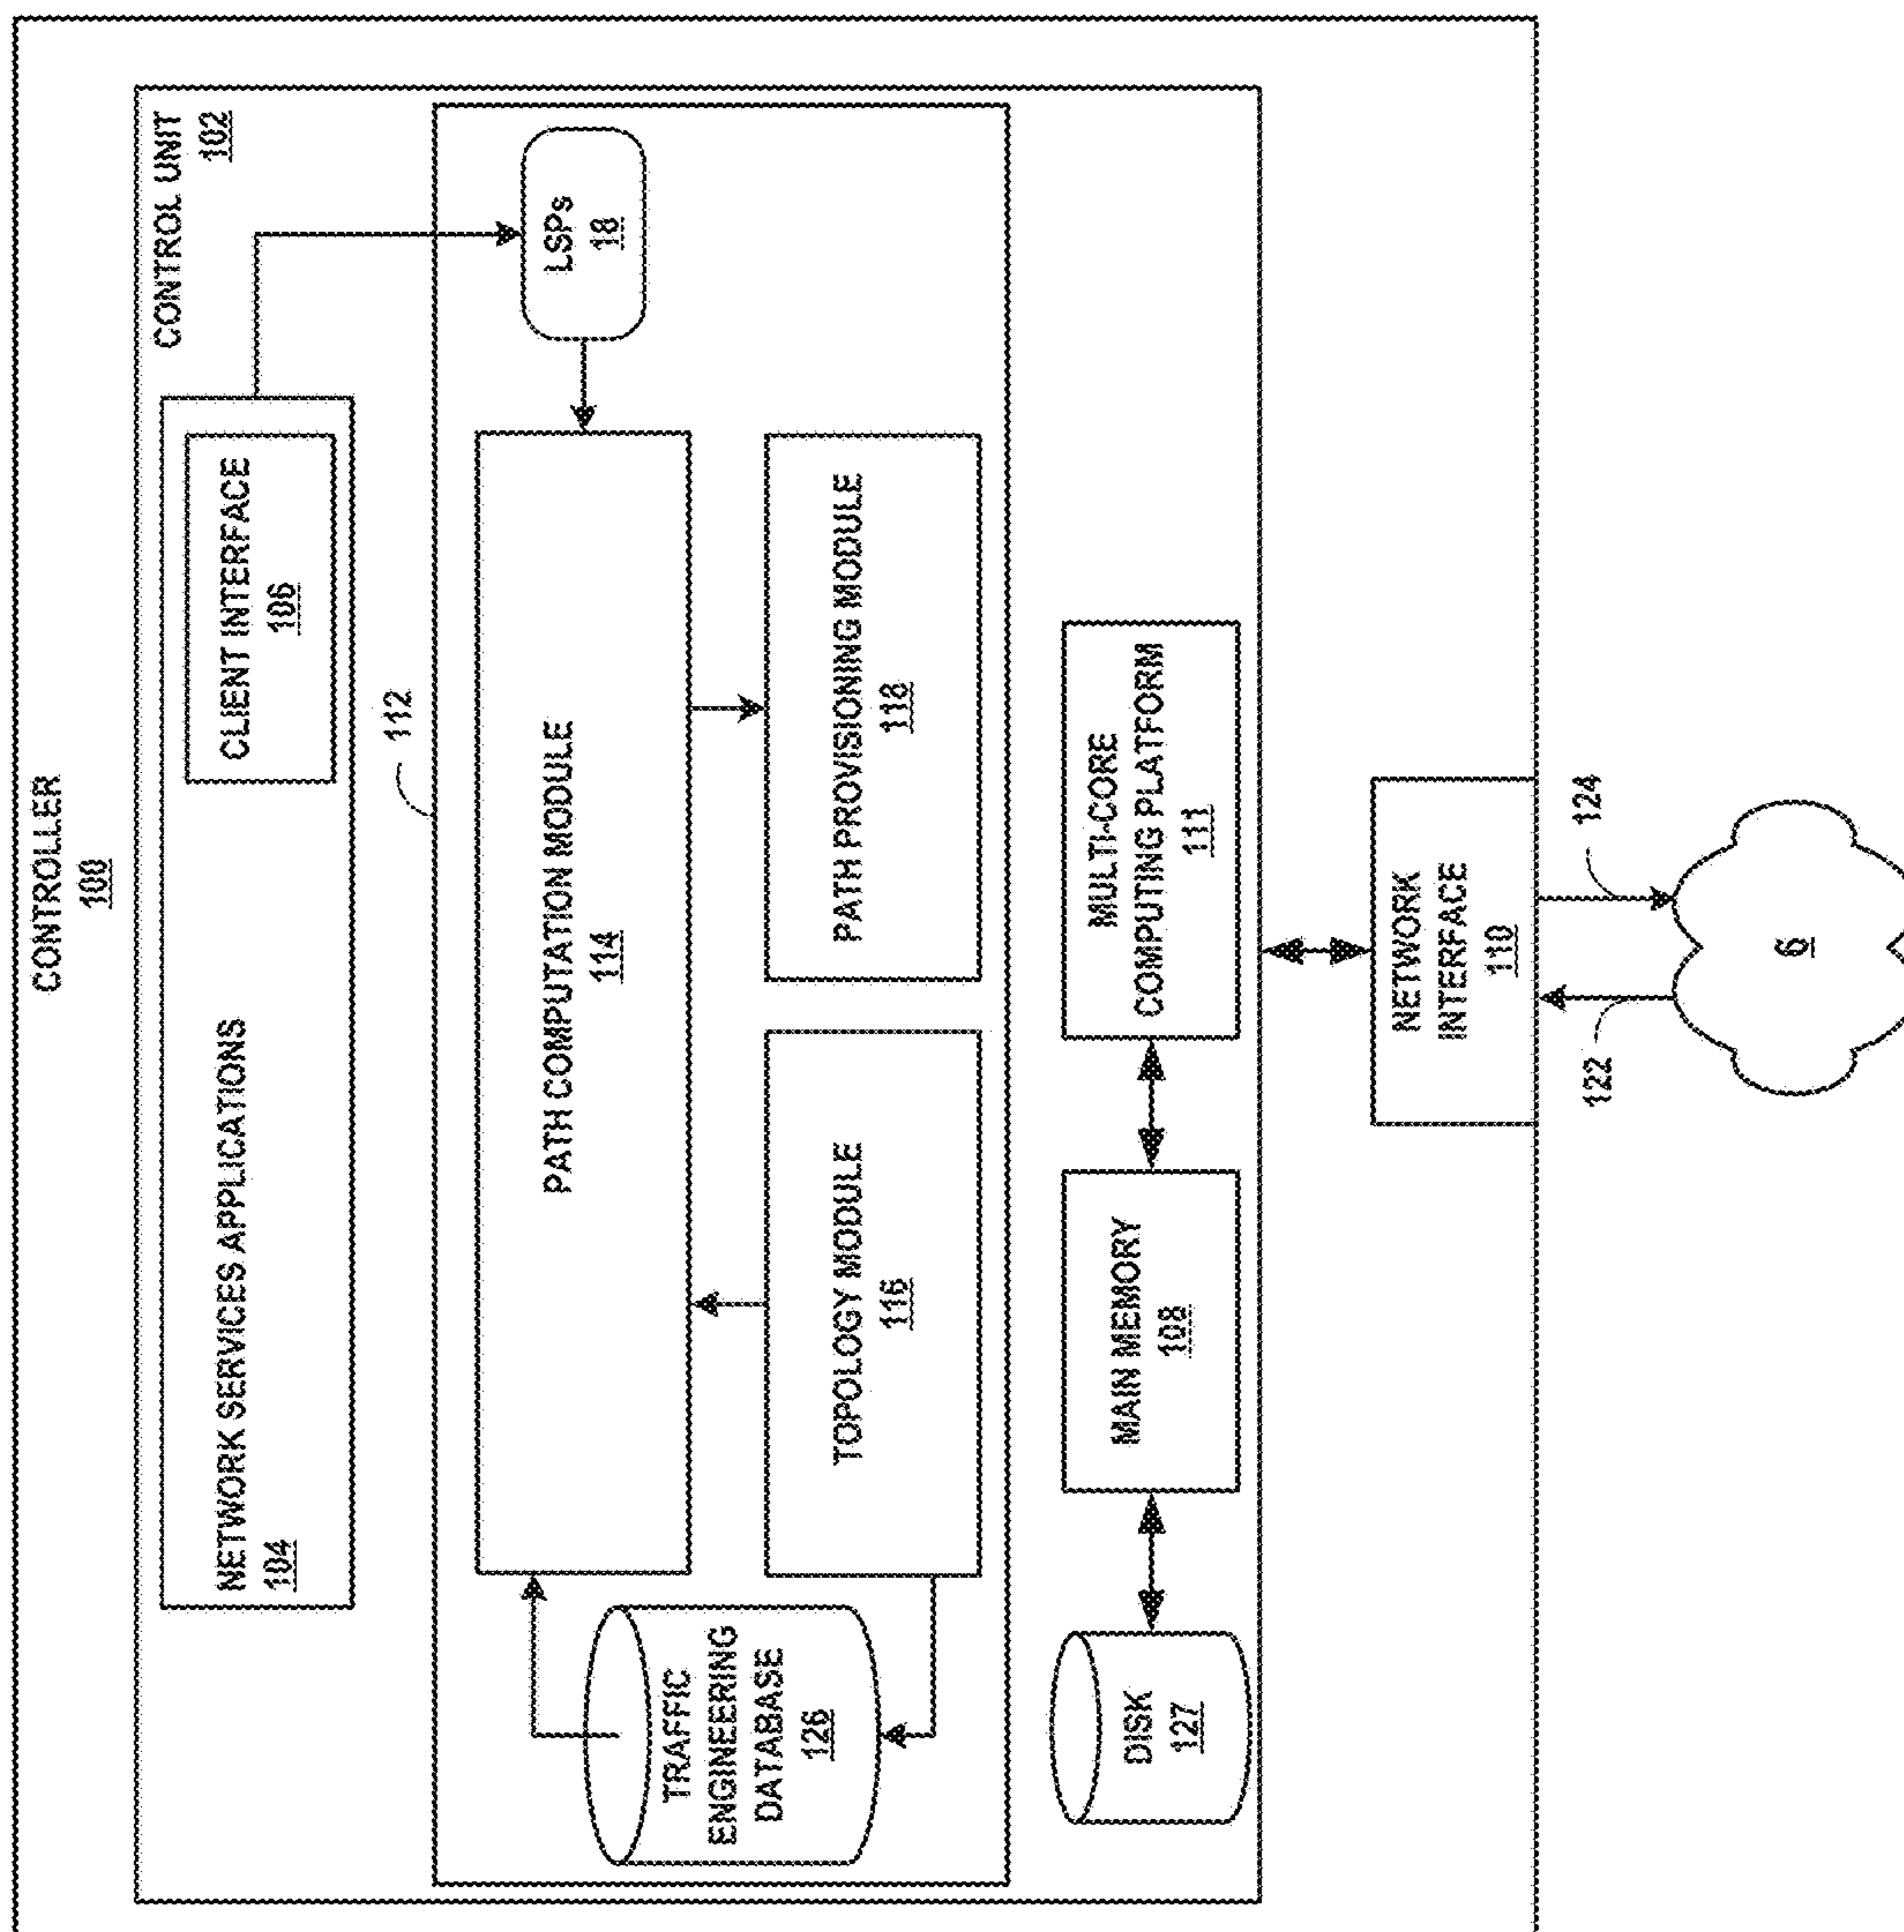 CONTROLLER
100
CONTROL UNIT
102
NETWORK SERVICES APPLICATIONS
104
CLIENT INTERFACE
106
112
LSPs
18
PATH COMPUTATION MODULE
114
TRAFFIC
ENGINEERING
DATABASE
126
TOPOLOGY MODULE
116
PATH PROVISIONING MODULE
118
DISK
127
MAIN MEMORY
108
MULTI-CORE
COMPUTING PLATFORM
111
NETWORK
INTERFACE
110
122
124
6